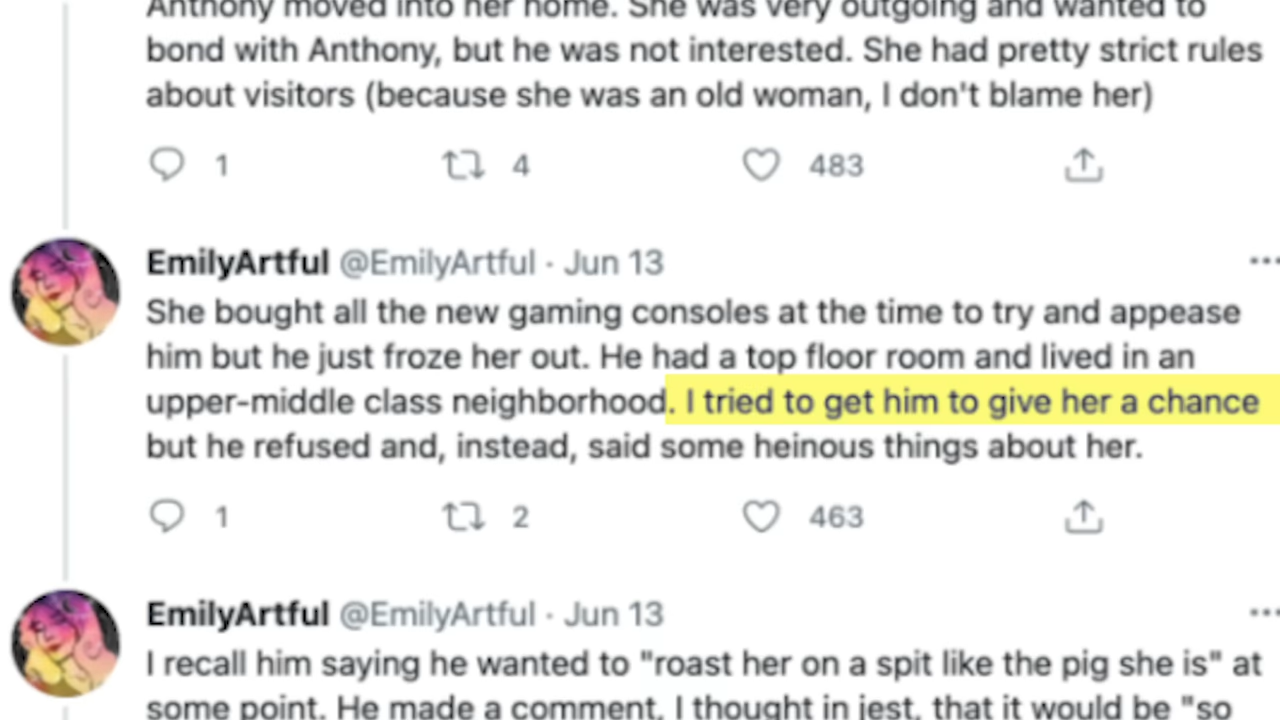 Anthony moved into her home. She was very outgoing and wanted to
bond with Anthony, but he was not interested. She had pretty strict rules
about visitors (because she was an old woman, I don't blame her)
1 4 483
EmilyArtful @EmilyArtful · Jun 13 ···
She bought all the new gaming consoles at the time to try and appease
him but he just froze her out. He had a top floor room and lived in an
upper-middle class neighborhood. I tried to get him to give her a chance
but he refused and, instead, said some heinous things about her.
1 2 463
EmilyArtful @EmilyArtful · Jun 13 ···
I recall him saying he wanted to "roast her on a spit like the pig she is" at
some point. He made a comment, I thought in jest, that it would be "so